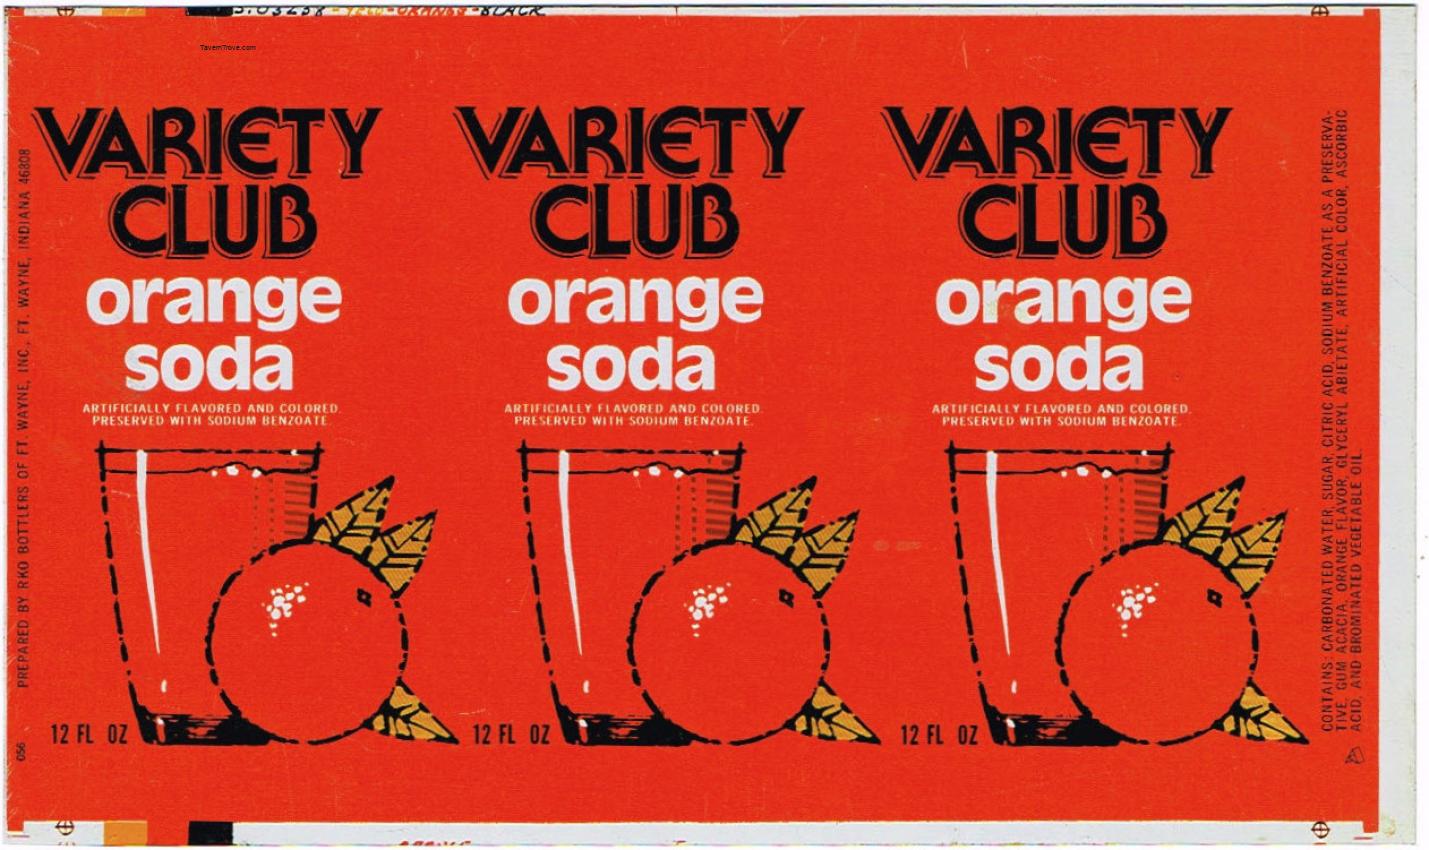 TavernTrove.com
PREPARED BY RKO BOTTLERS OF FT WAYNE, INC., FT. WAYNE, INDIANA 46808
056
VARIETY
CLUB
orange
soda
ARTIFICIALLY FLAVORED AND COLORED.
PRESERVED WITH SODIUM BENZOATE.
12 FL OZ
VARIETY
CLUB
orange
soda
ARTIFICIALLY FLAVORED AND COLORED.
PRESERVED WITH SODIUM BENZOATE.
12 FL OZ
VARIETY
CLUB
orange
soda
ARTIFICIALLY FLAVORED AND COLORED.
PRESERVED WITH SODIUM BENZOATE.
12 FL OZ
CONTAINS: CARBONATED WATER, SUGAR, CITRIC ACID, SODIUM BENZOATE AS A PRESERVA-
TIVE, GUM ACACIA, ORANGE FLAVOR, GLYCERYL ABIETATE, ARTIFICIAL COLOR, ASCORBIC
ACID, AND BROMINATED VEGETABLE OIL.